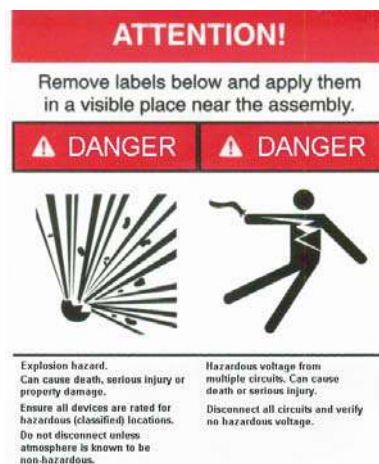 ATTENTION!
Remove labels below and apply them
in a visible place near the assembly.
DANGER
DANGER
Explosion hazard.
Can cause death, serious injury or
property damage.
Ensure all devices are rated for
hazardous (classified) locations.
Do not disconnect unless
atmosphere is known to be
non-hazardous.
Hazardous voltage from
multiple circuits. Can cause
death or serious injury.
Disconnect all circuits and verify
no hazardous voltage.